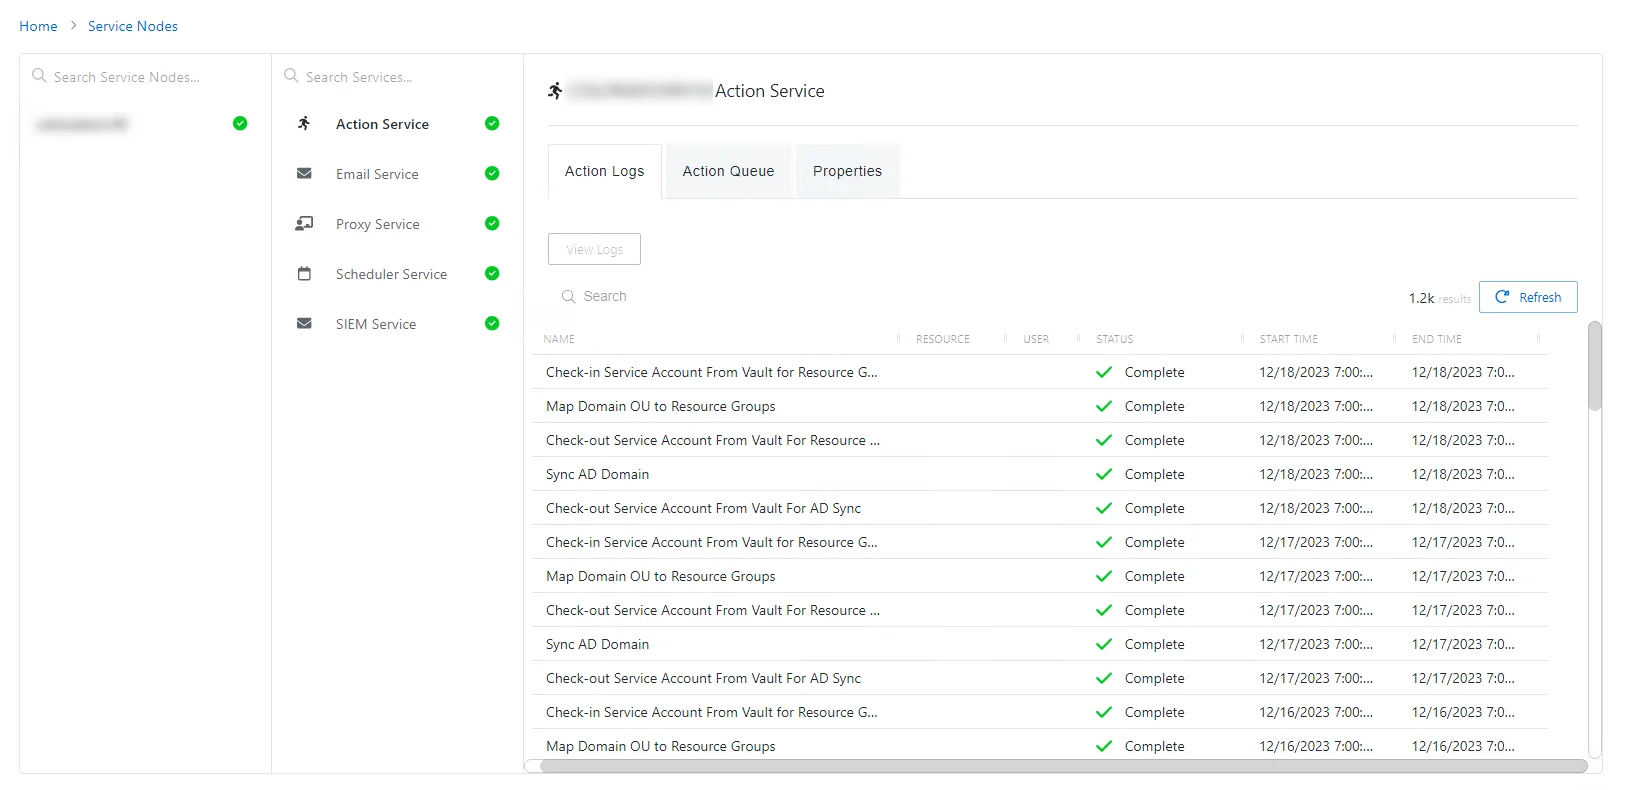 Home > Service Nodes
Search Service Nodes...
Search Services...
Action Service
Email Service
Proxy Service
Scheduler Service
SIEM Service
Action Service
Action Logs
Action Queue
Properties
View Logs
Search
1.2k results
Refresh
NAME RESOURCE USER STATUS START TIME END TIME
Check-in Service Account From Vault for Resource G... Complete 12/18/2023 7:00:... 12/18/2023 7:0...
Map Domain OU to Resource Groups Complete 12/18/2023 7:00:... 12/18/2023 7:0...
Check-out Service Account From Vault For Resource ... Complete 12/18/2023 7:00:... 12/18/2023 7:0...
Sync AD Domain Complete 12/18/2023 7:00:... 12/18/2023 7:0...
Check-out Service Account From Vault For AD Sync Complete 12/18/2023 7:00:... 12/18/2023 7:0...
Check-in Service Account From Vault for Resource G... Complete 12/17/2023 7:00:... 12/17/2023 7:0...
Map Domain OU to Resource Groups Complete 12/17/2023 7:00:... 12/17/2023 7:0...
Check-out Service Account From Vault For Resource ... Complete 12/17/2023 7:00:... 12/17/2023 7:0...
Sync AD Domain Complete 12/17/2023 7:00:... 12/17/2023 7:0...
Check-out Service Account From Vault For AD Sync Complete 12/17/2023 7:00:... 12/17/2023 7:0...
Check-in Service Account From Vault for Resource G... Complete 12/16/2023 7:00:... 12/16/2023 7:0...
Map Domain OU to Resource Groups Complete 12/16/2023 7:00:... 12/16/2023 7:0...